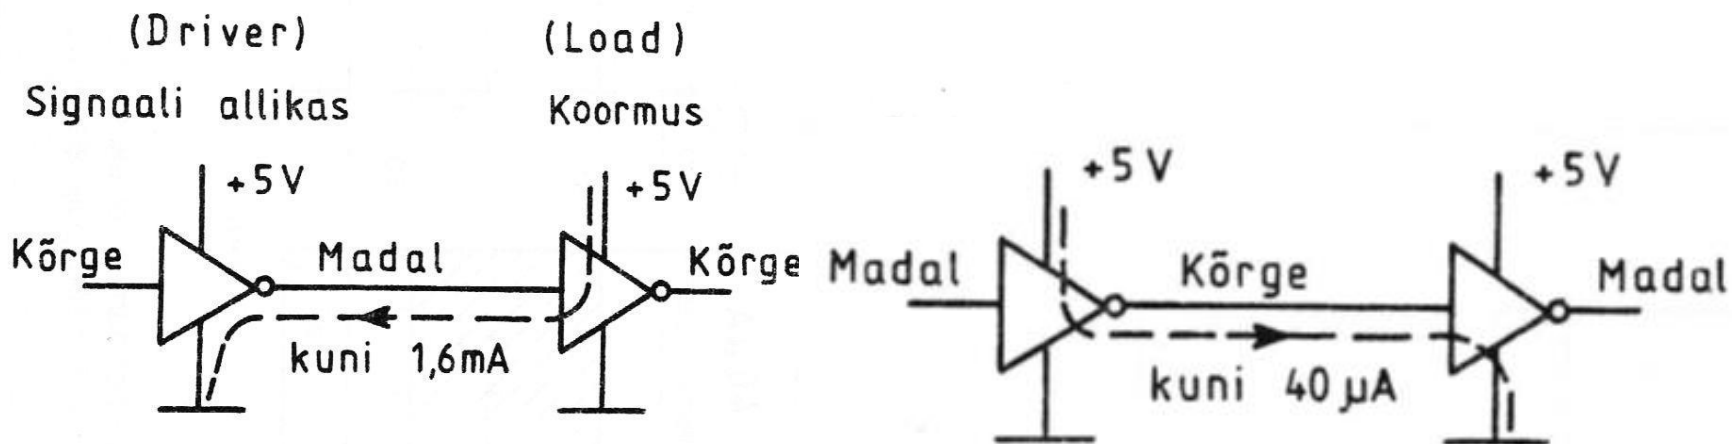 (Driver) (Load)
Signaali allikas Koormus
+5V +5V
Kõrge Madal Kõrge
kuni 1,6mA
+5V +5V
Madal Kõrge Madal
kuni 40 µA